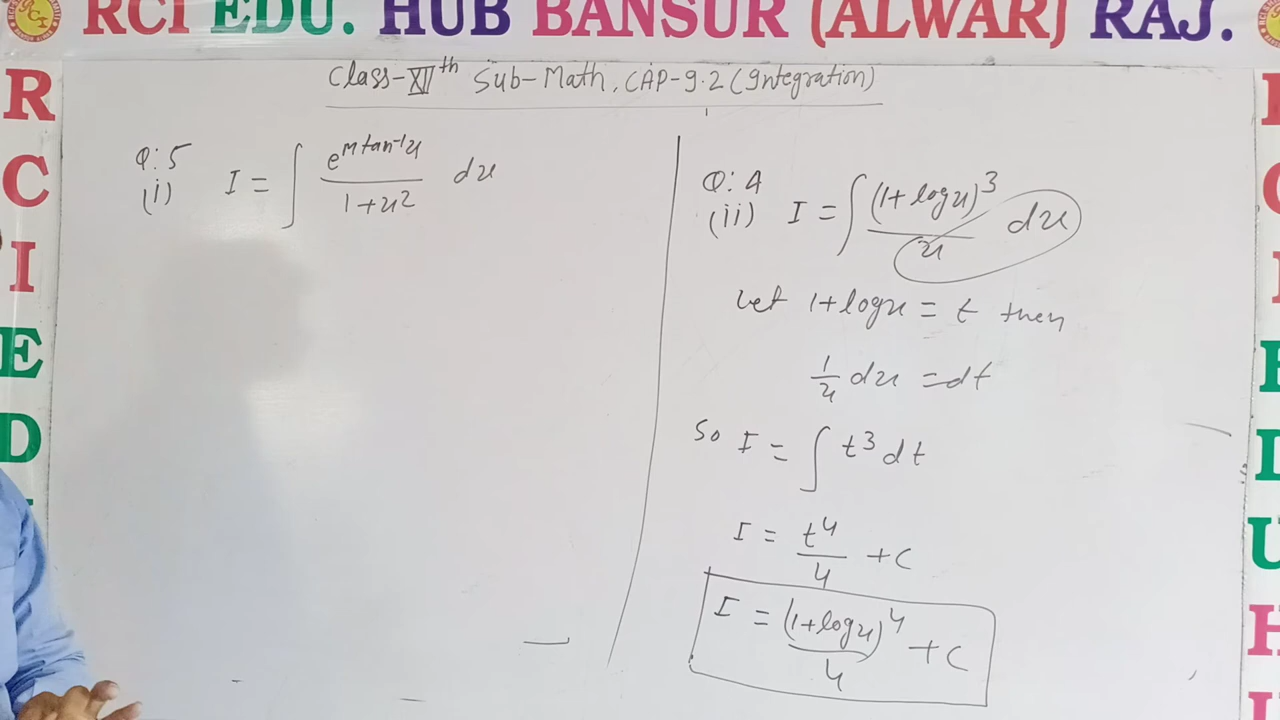 RCI EDU. HUB BANSUR (ALWAR) RAJ.
Class-XIIth Sub-Math, CAP-9.2 (Integration)
Q: 5
(i) I = ∫ e^{m tan⁻¹x} / (1+x²) dx
Q: 4
(ii) I = ∫ (1+logx)³ / x dx
Let 1+logx = t then
1/x dx = dt
So I = ∫ t³ dt
I = t⁴/4 + C
I = (1+logx)⁴/4 + C
R
C
I
E
D
U
H